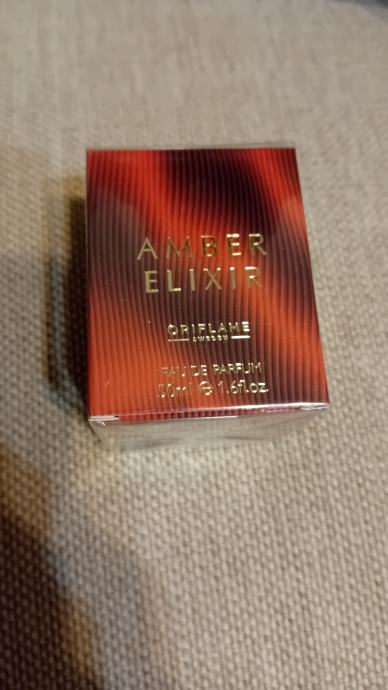 AMBER
ELIXIR
ORIFLAME
SWEDEN
EAU DE PARFUM
50ml ℮ 1.6fl.oz.